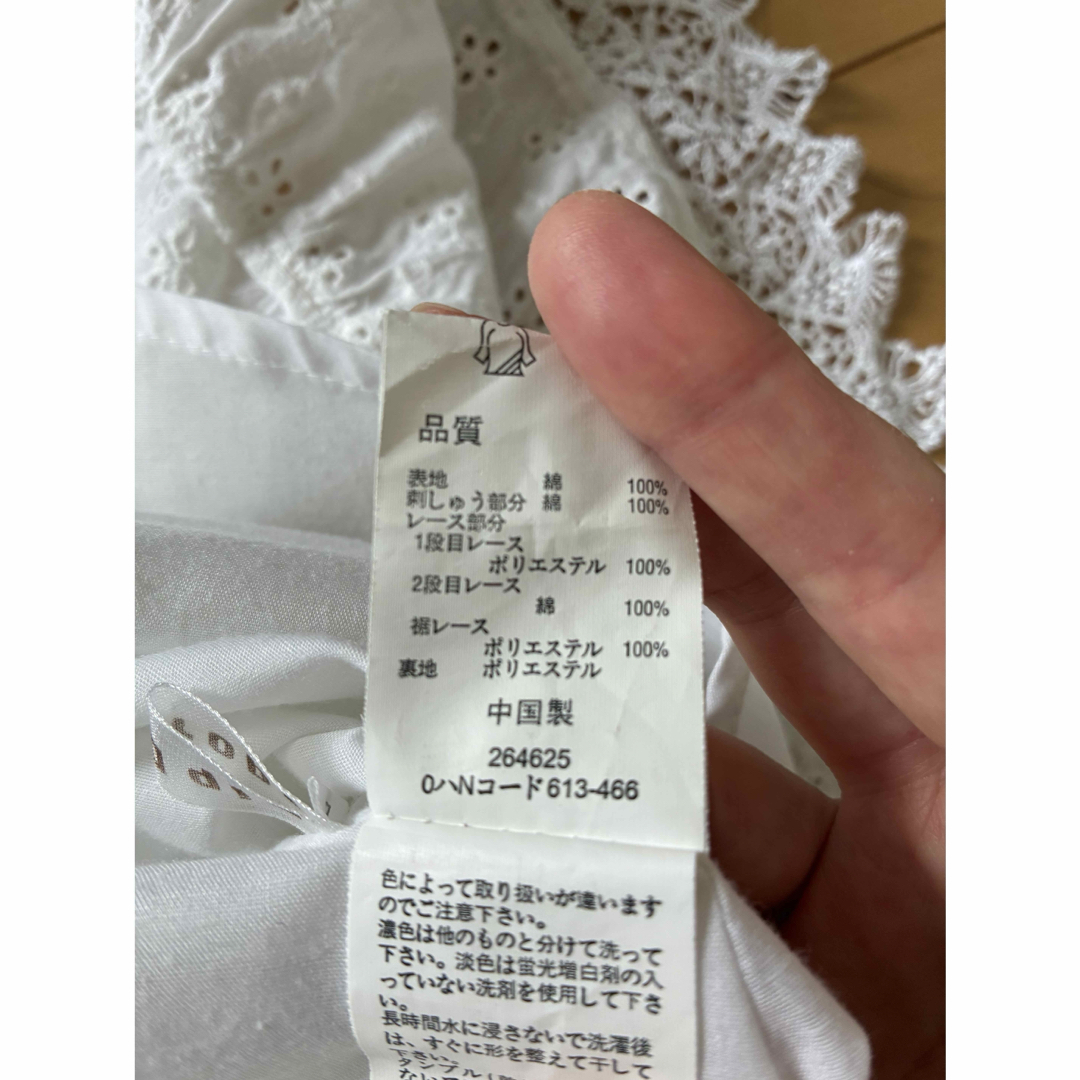 品質
表地 綿 100%
刺しゅう部分 綿 100%
レース部分
1段目レース
ポリエステル 100%
2段目レース
綿 100%
裾レース
ポリエステル 100%
裏地 ポリエステル
中国製
264625
0ハNコード613-466
色によって取り扱いが違います
のでご注意下さい。
濃色は他のものと分けて洗って
下さい。淡色は蛍光増白剤の入
っていない洗剤を使用して下さ
い。
長時間水に浸さないで洗濯後
は、すぐに形を整えて干して
下さい。